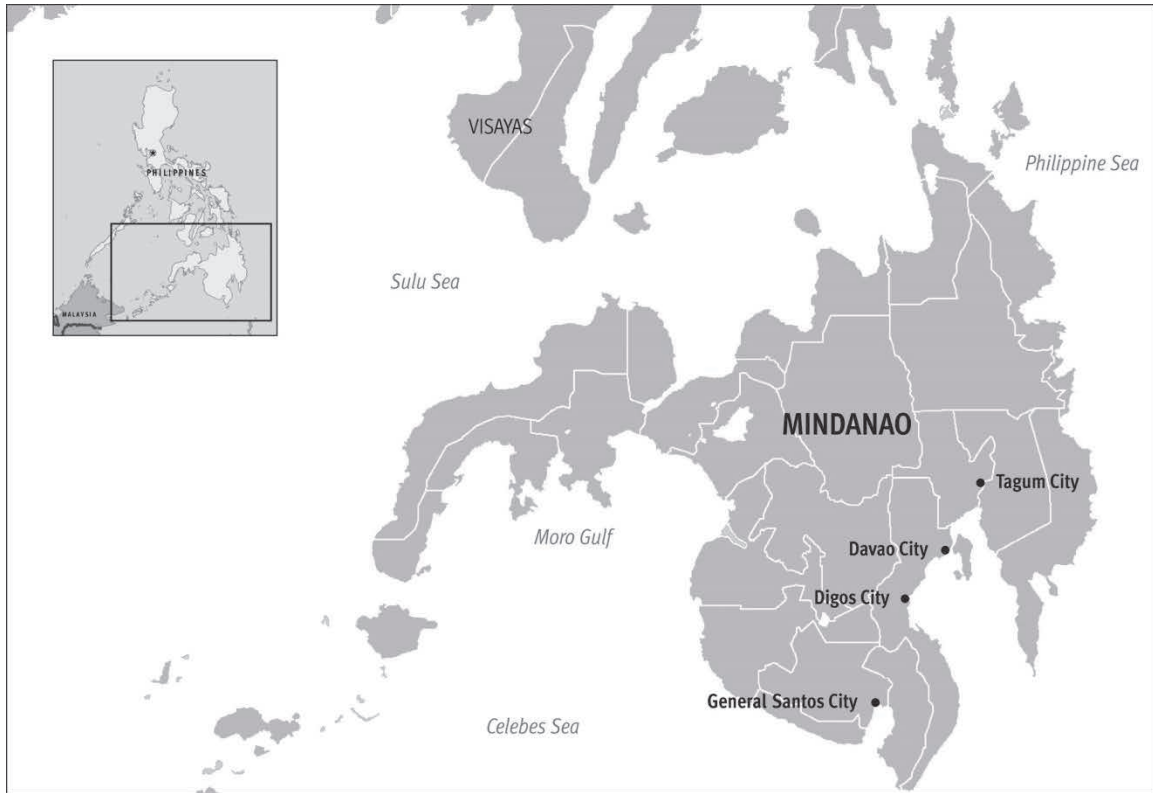 VISAYAS
Philippine Sea
PHILIPPINES
Sulu Sea
MALAYSIA
MINDANAO
Tagum City
Moro Gulf
Davao City
Digos City
General Santos City
Celebes Sea